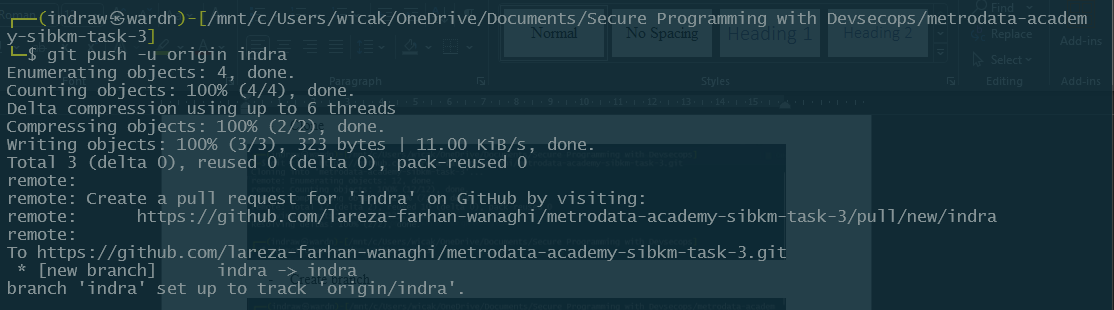 ┌──(indraw㉿wardn)-[/mnt/c/Users/wicak/OneDrive/Documents/Secure Programming with Devsecops/metrodata-academ
y-sibkm-task-3]
└─$ git push -u origin indra
Enumerating objects: 4, done.
Counting objects: 100% (4/4), done.
Delta compression using up to 6 threads
Compressing objects: 100% (2/2), done.
Writing objects: 100% (3/3), 323 bytes | 11.00 KiB/s, done.
Total 3 (delta 0), reused 0 (delta 0), pack-reused 0
remote:
remote: Create a pull request for 'indra' on GitHub by visiting:
remote:      https://github.com/lareza-farhan-wanaghi/metrodata-academy-sibkm-task-3/pull/new/indra
remote:
To https://github.com/lareza-farhan-wanaghi/metrodata-academy-sibkm-task-3.git
 * [new branch]      indra -> indra
branch 'indra' set up to track 'origin/indra'.
Normal
No Spacing
Heading 1
Heading 2
Paragraph
Styles
Find
Replace
Select
Editing
Add-ins
Add-ins
Create branch